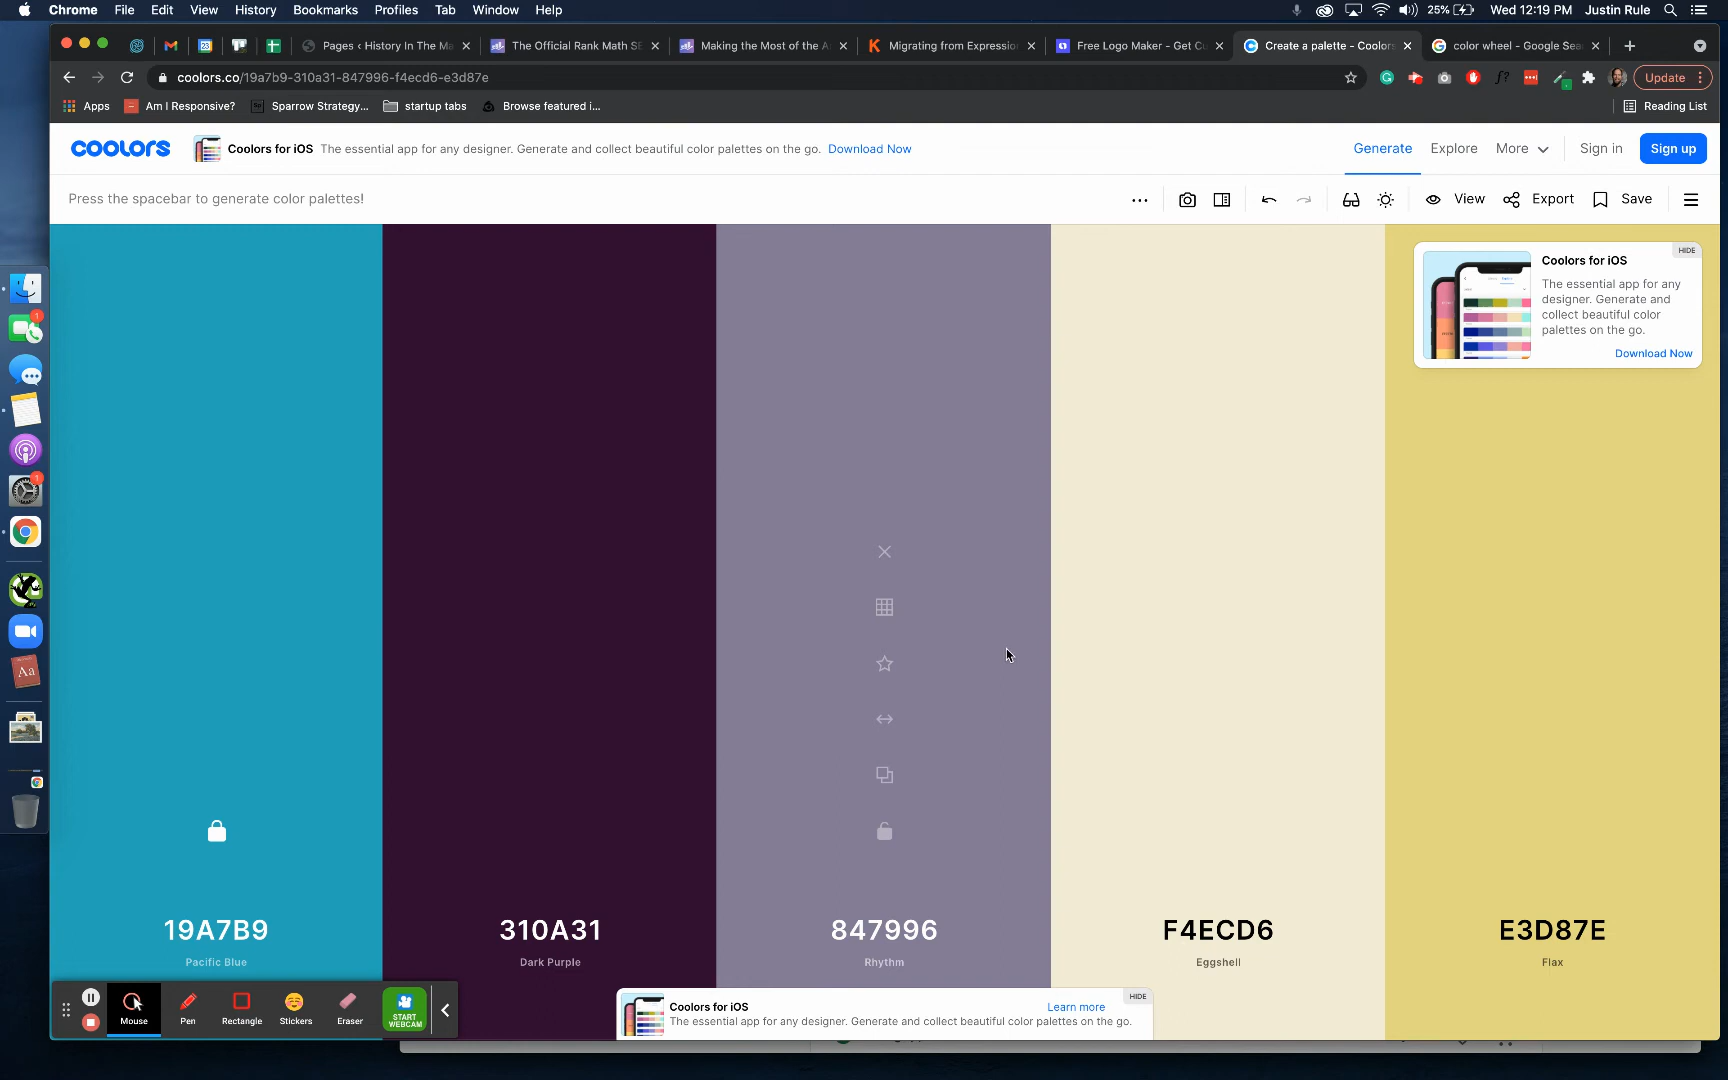 Chrome File Edit View History Bookmarks Profiles Tab Window Help 25% Wed 12:19 PM Justin Rule
Pages ‹ History In The Ma The Official Rank Math SE Making the Most of the A Migrating from Expression Free Logo Maker - Get Cu Create a palette - Coolors color wheel - Google Sea
coolors.co/19a7b9-310a31-847996-f4ecd6-e3d87e Update
Apps Am I Responsive? Sparrow Strategy... startup tabs Browse featured i... Reading List
coolors Coolors for iOS The essential app for any designer. Generate and collect beautiful color palettes on the go. Download Now Generate Explore More Sign in Sign up
Press the spacebar to generate color palettes! View Export Save
HIDE
Coolors for iOS
The essential app for any
designer. Generate and
collect beautiful color
palettes on the go.
Download Now
19A7B9 310A31 847996 F4ECD6 E3D87E
Pacific Blue Dark Purple Rhythm Eggshell Flax
Mouse Pen Rectangle Stickers Eraser START WEBCAM
Coolors for iOS Learn more HIDE
The essential app for any designer. Generate and collect beautiful color palettes on the go.